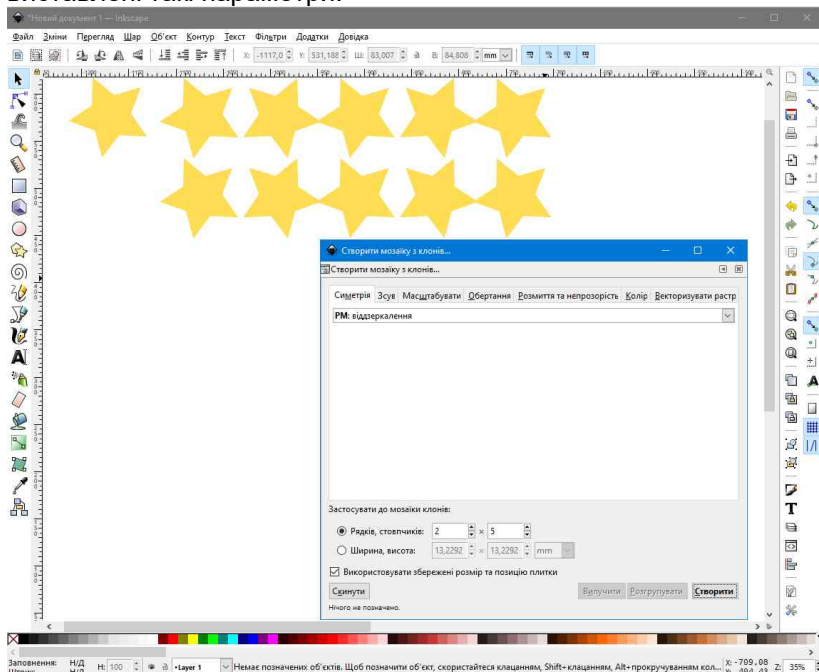 виставлені такі параметри:
*Новий документ 1 — Inkscape
Файл Зміни Перегляд Шар Об'єкт Контур Текст Фільтри Додатки Довідка
X: -1117,0 Y: 531,188 Ш: 83,007 В: 84,808 mm
Створити мозаїку з клонів...
Створити мозаїку з клонів...
Симетрія Зсув Масштабувати Обертання Розмиття та непрозорість Колір Векторизувати растр
PM: віддзеркалення
Застосувати до мозаїки клонів:
Рядків, стовпчиків: 2 × 5
Ширина, висота: 13,2292 × 13,2292 mm
Використовувати збережені розмір та позицію плитки
Скинути Вилучити Розгрупувати Створити
Нічого не позначено.
Заповнення: Н/Д Н: 100 •Layer 1 Немає позначених об'єктів. Щоб позначити об'єкт, скористайтеся клацанням, Shift+клацанням, Alt+прокручуванням кол... X: -709,08 Z: 35%